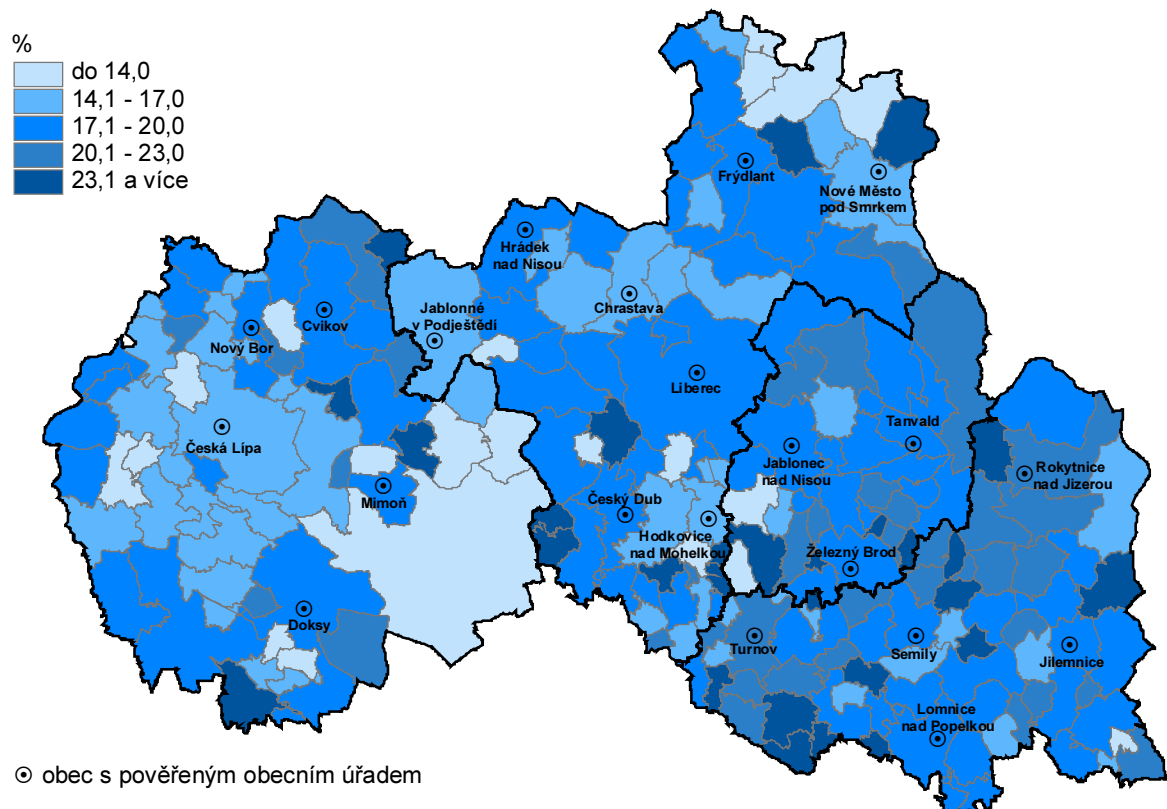 %
do 14,0
14,1 - 17,0
17,1 - 20,0
20,1 - 23,0
23,1 a více
Frýdlant
Nové Město
pod Smrkem
Hrádek
nad Nisou
Chrastava
Jablonné
v Podještědí
Cvikov
Nový Bor
Liberec
Česká Lípa
Tanvald
Jablonec
nad Nisou
Rokytnice
nad Jizerou
Mimoň
Český Dub
Hodkovice
nad Mohelkou
Železný Brod
Doksy
Turnov
Semily
Jilemnice
Lomnice
nad Popelkou
obec s pověřeným obecním úřadem